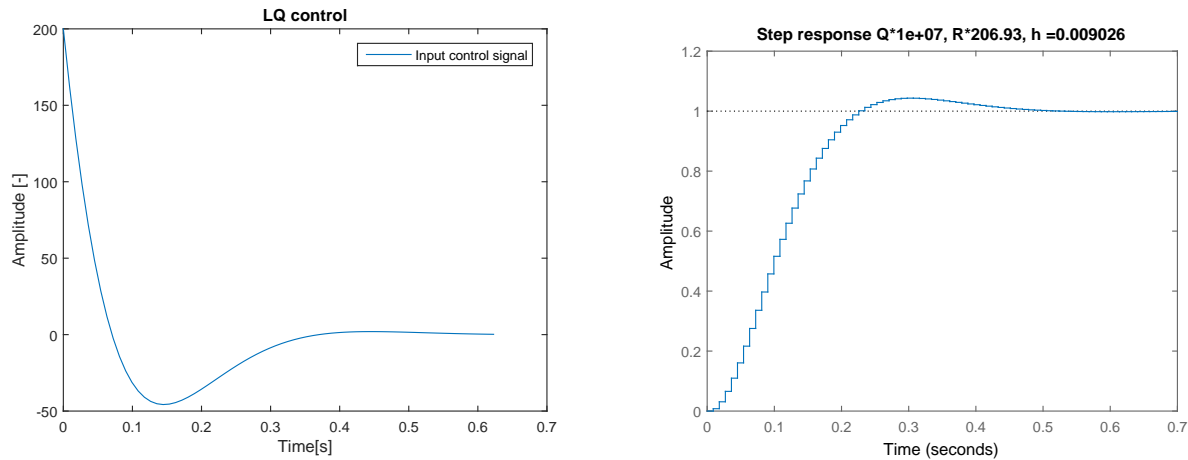 LQ control
200
150
100
50
0
-50
Amplitude [-]
Input control signal
0 0.1 0.2 0.3 0.4 0.5 0.6 0.7
Time[s]
Step response Q*1e+07, R*206.93, h =0.009026
1.2
1
0.8
0.6
0.4
0.2
0
Amplitude
0 0.1 0.2 0.3 0.4 0.5 0.6 0.7
Time (seconds)